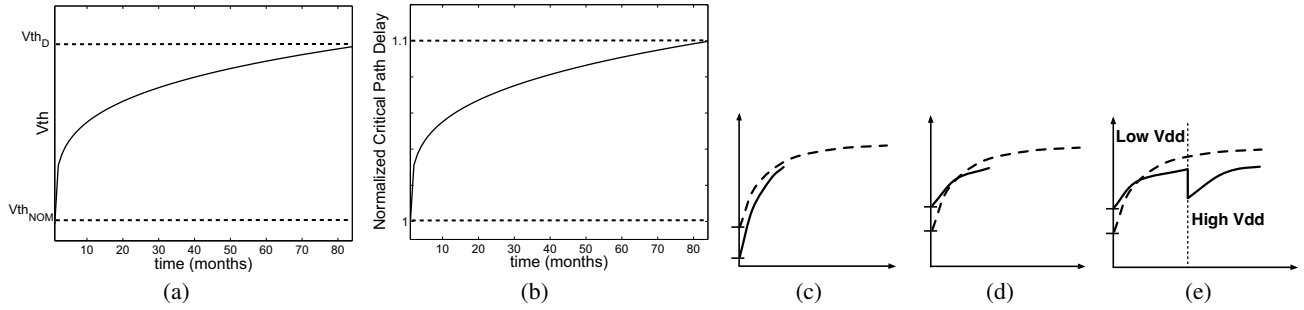 Vth_D
Vth
Vth_NOM
10 20 30 40 50 60 70 80
time (months)
(a)
Normalized Critical Path Delay
1.1
1
10 20 30 40 50 60 70 80
time (months)
(b)
(c)
(d)
Low Vdd
High Vdd
(e)